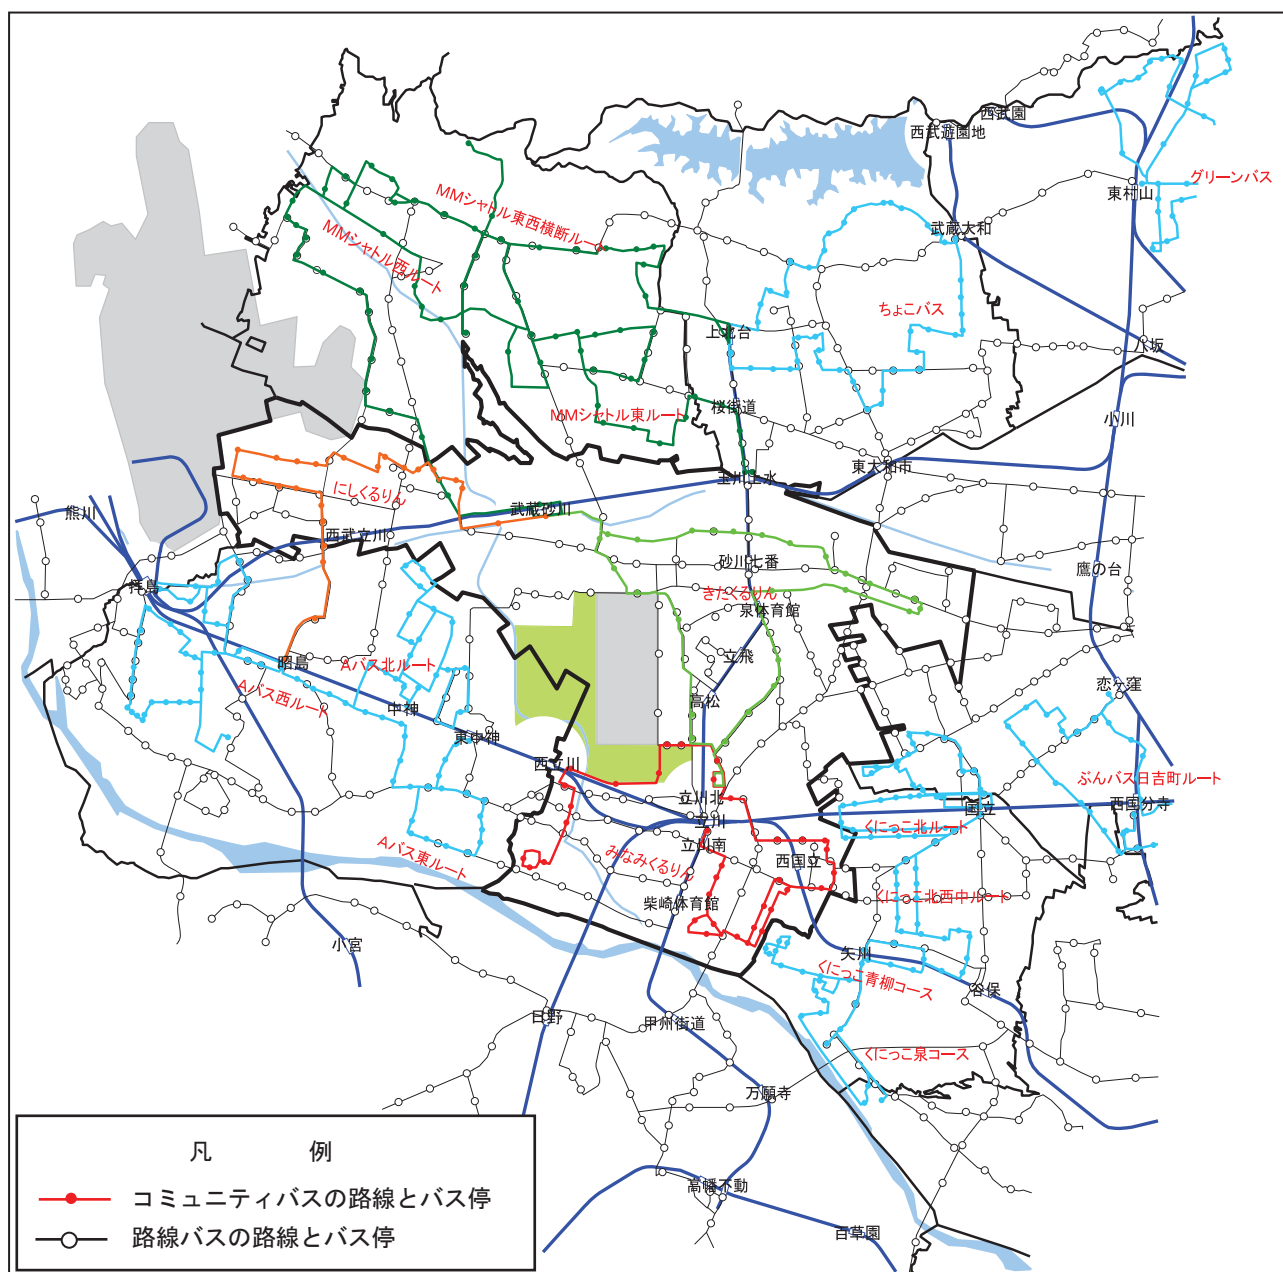 西武園
西武遊園地
東村山
グリーンバス
MMシャトル東西横断ルート
MMシャトル西ルート
武蔵大和
ちょこバス
上北台
八坂
MMシャトル東ルート
桜街道
小川
東大和市
玉川上水
にしくるりん
武蔵砂川
熊川
西武立川
砂川七番
鷹の台
拝島
きたくるりん
泉体育館
立飛
昭島
Aバス北ルート
Aバス西ルート
恋ヶ窪
高松
中神
東中神
西立川
ぶんバス日吉町ルート
立川北
西国分寺
国立
立川
くにっこ北ルート
立川南
Aバス東ルート
みなみくるりん
西国立
柴崎体育館
くにっこ北西中ルート
小宮
矢川
くにっこ青柳コース
谷保
日野
甲州街道
くにっこ泉コース
万願寺
高幡不動
百草園
凡 例
コミュニティバスの路線とバス停
路線バスの路線とバス停